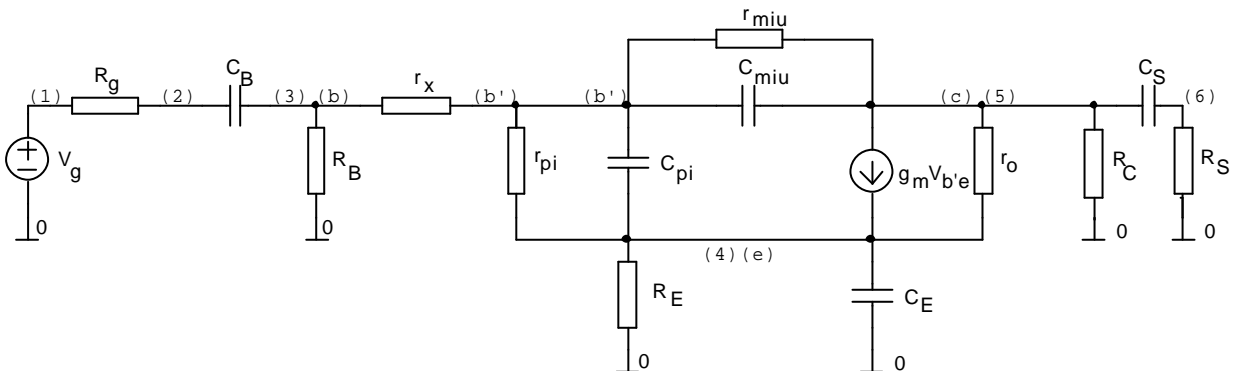 r_miu
R_g C_B r_x C_miu C_S
(1) (2) (3) (b) (b') (b') (c) (5) (6)
V_g R_B r_pi C_pi g_mV_b'e r_o R_C R_S
0 0 0 0
(4)(e)
R_E C_E
0 0